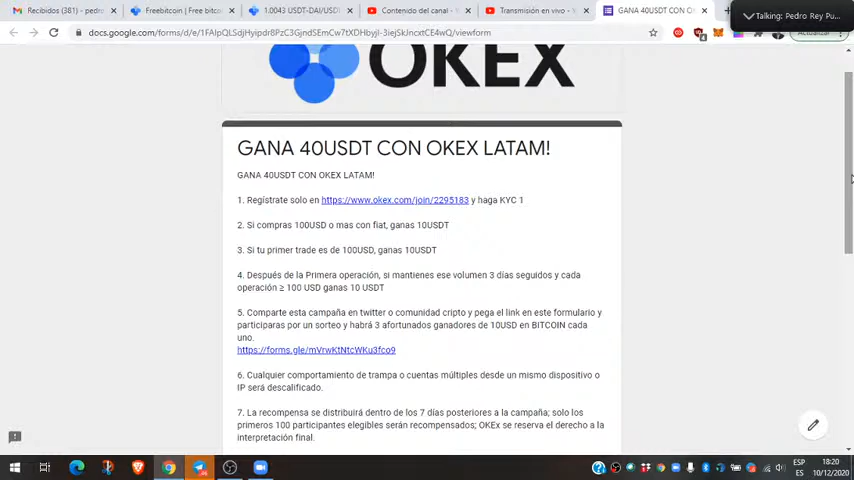 Recibidos (381) - pedro
Freebitcoin | Free bitco
1.0043 USDT-DAI/USDT
Contenido del canal -
Transmisión en vivo -
GANA 40USDT CON O
Talking: Pedro Rey Pu...
docs.google.com/forms/d/e/1FAIpQLSdjHyipdr8PzC3GjndSEmCw7tXDHbyjl-3iejSkJncxtCE4wQ/viewform
Actualizar
OKEX
GANA 40USDT CON OKEX LATAM!
GANA 40USDT CON OKEX LATAM!
1. Regístrate solo en https://www.okex.com/join/2295183 y haga KYC 1
2. Si compras 100USD o mas con fiat, ganas 10USDT
3. Si tu primer trade es de 100USD, ganas 10USDT
4. Después de la Primera operación, si mantienes ese volumen 3 días seguidos y cada
operación ≥ 100 USD ganas 10 USDT
5. Comparte esta campaña en twitter o comunidad cripto y pega el link en este formulario y
participaras por un sorteo y habrá 3 afortunados ganadores de 10USD en BITCOIN cada
uno.
https://forms.gle/mVrwKtNtcWKu3fco9
6. Cualquier comportamiento de trampa o cuentas múltiples desde un mismo dispositivo o
IP será descalificado.
7. La recompensa se distribuirá dentro de los 7 días posteriores a la campaña; solo los
primeros 100 participantes elegibles serán recompensados; OKEx se reserva el derecho a la
interpretación final.
ESP
ES
18:20
10/12/2020